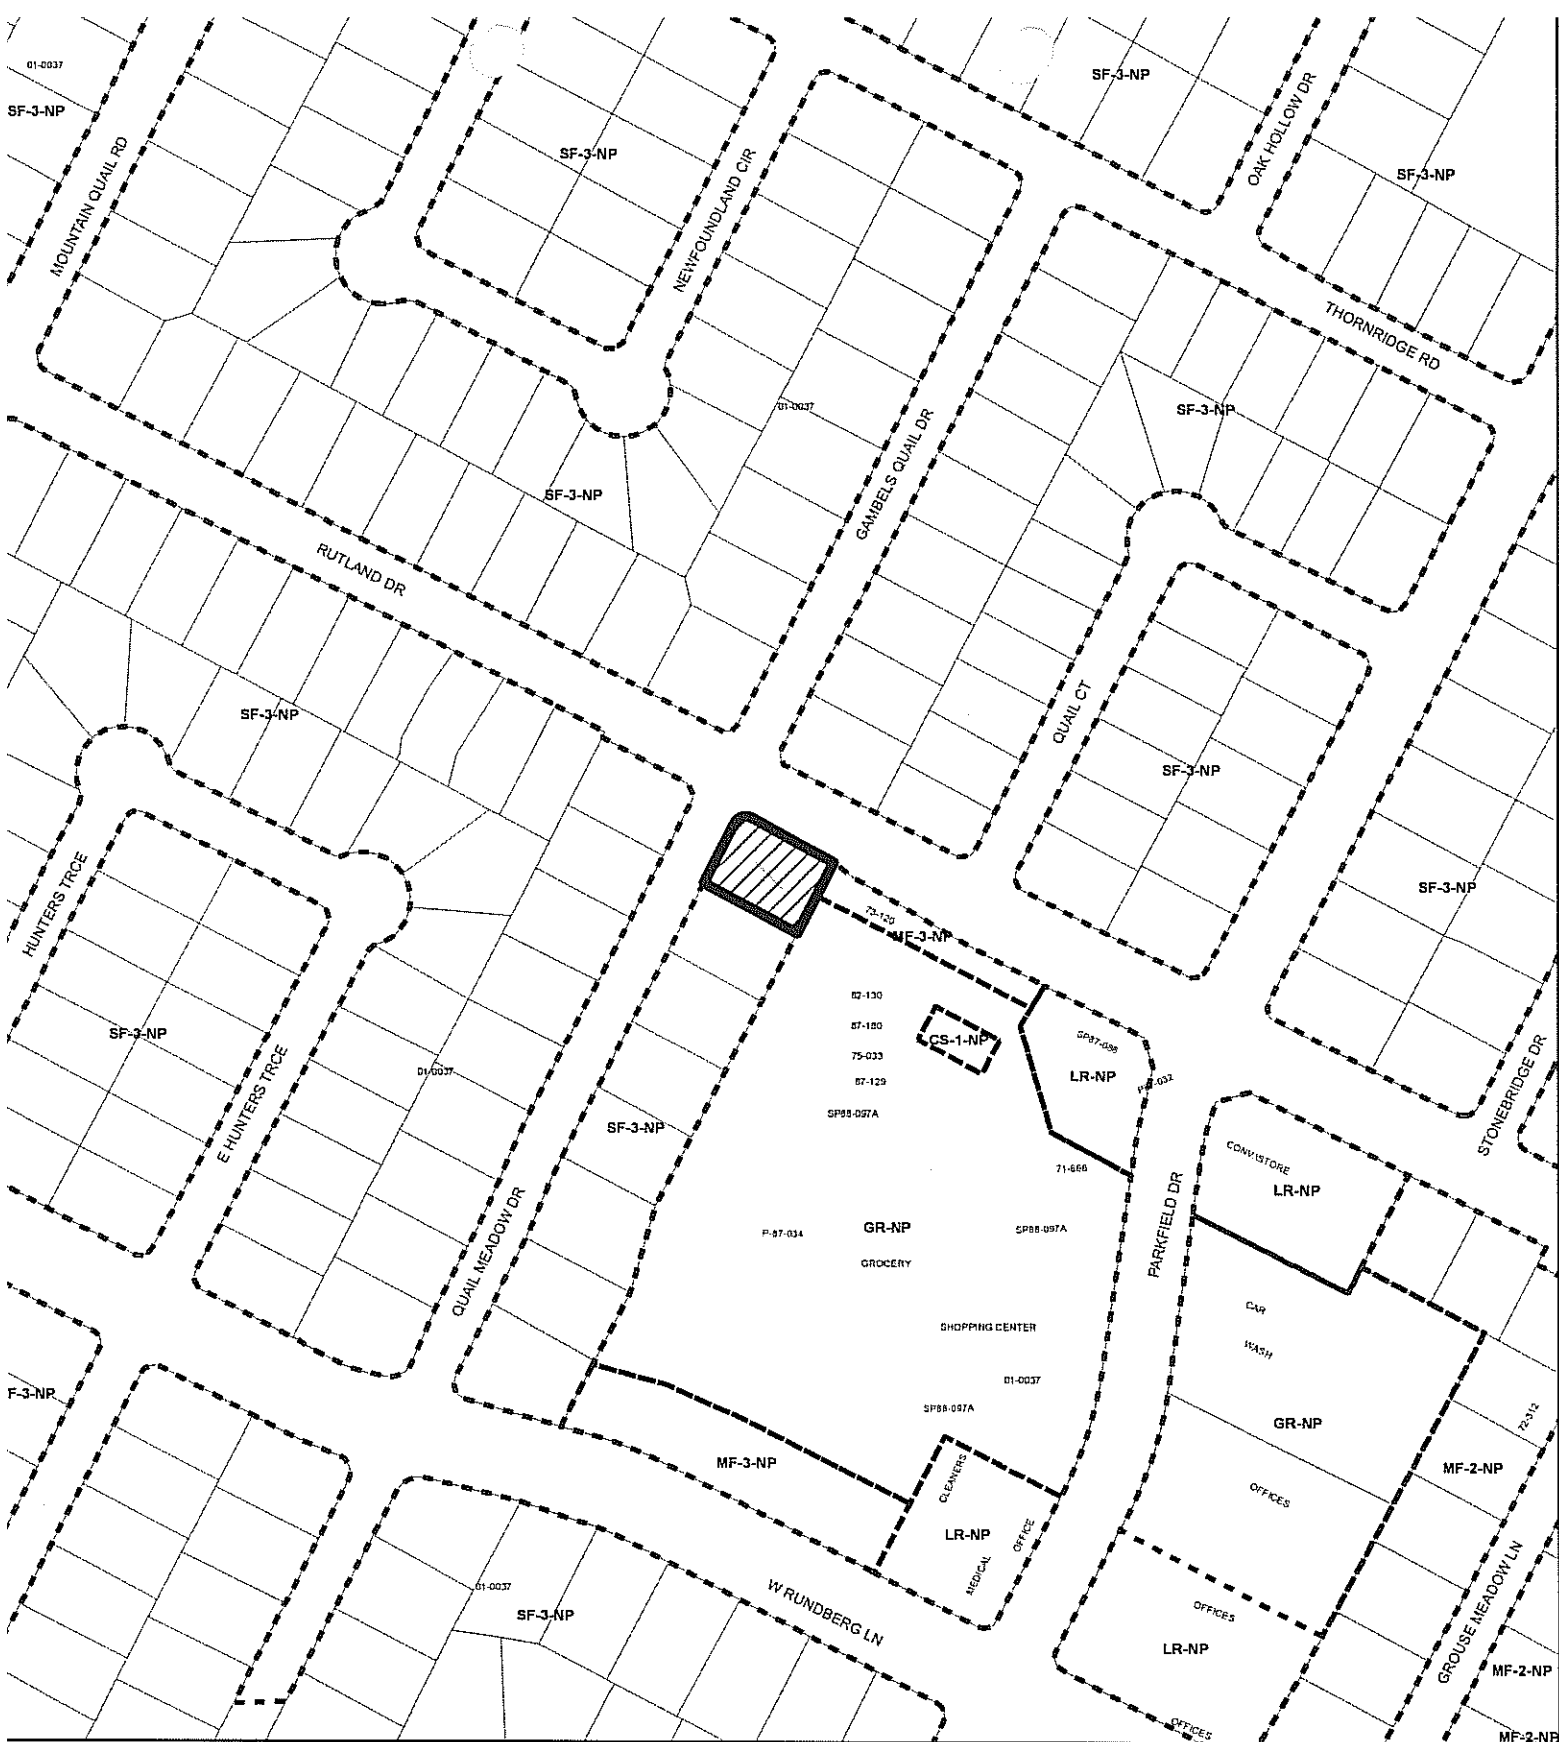 01-0037
SF-3-NP
MOUNTAIN QUAIL RD
SF-3-NP
NEWFOUNDLAND CIR
SF-3-NP
OAK HOLLOW DR
SF-3-NP
THORNRIDGE RD
01-0037
GAMBELS QUAIL DR
SF-3-NP
SF-3-NP
RUTLAND DR
SF-3-NP
QUAIL CT
SF-3-NP
HUNTERS TRCE
SF-3-NP
73-120
MF-3-NP
82-130
87-180
CS-1-NP
75-033
87-129
SP88-097A
SP87-088
LR-NP
SF-3-NP
01-0037
E HUNTERS TRCE
SF-3-NP
STONEBRIDGE DR
CONV. STORE
LR-NP
QUAIL MEADOW DR
P-87-034
GR-NP
GROCERY
SP88-097A
PARKFIELD DR
CAR
WASH
SHOPPING CENTER
01-0037
SP88-097A
F-3-NP
GR-NP
72-312
MF-3-NP
CLEANERS
LR-NP
MEDICAL
OFFICE
OFFICES
MF-2-NP
01-0037
SF-3-NP
W RUNDBERG LN
OFFICES
LR-NP
GROUSE MEADOW LN
MF-2-NP
OFFICES
MF-2-NP